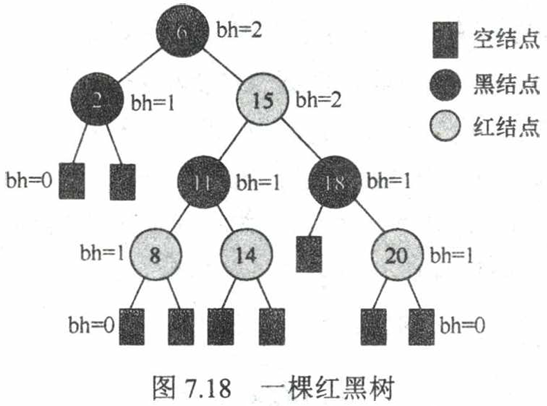 6 bh=2
空结点
2 bh=1 15 bh=2
黑结点
红结点
bh=0 11 bh=1 18 bh=1
bh=1 8 14 20 bh=1
bh=0 bh=0
图 7.18 一棵红黑树